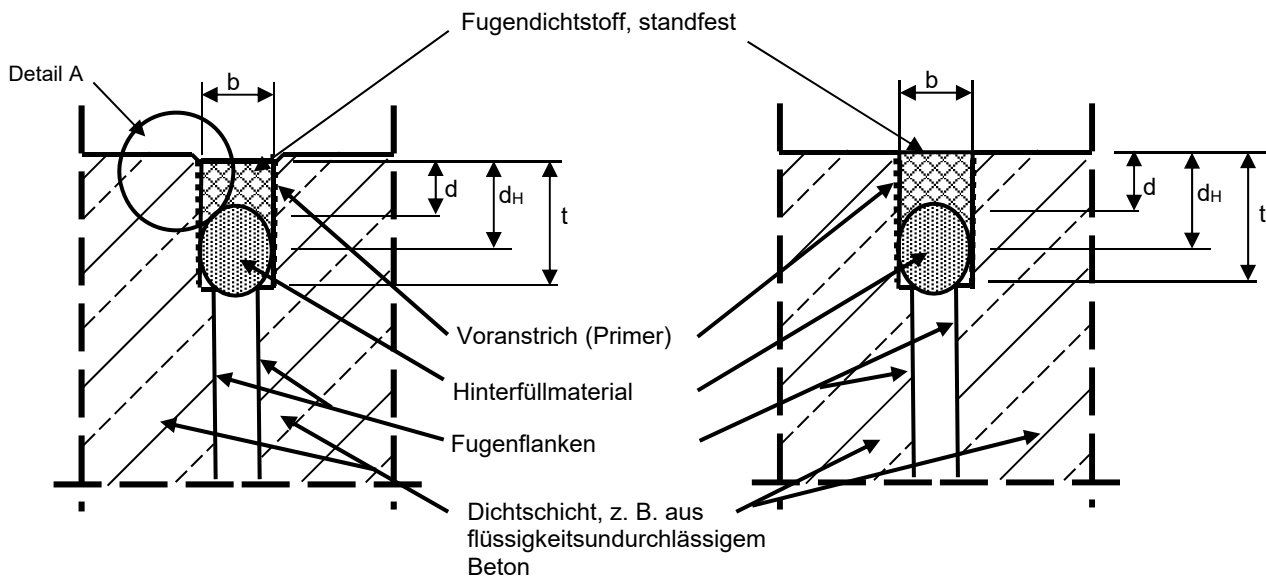 Fugendichtstoff, standfest
Detail A
b
b
d
dH
t
d
dH
t
Voranstrich (Primer)
Hinterfüllmaterial
Fugenflanken
Dichtschicht, z. B. aus
flüssigkeitsundurchlässigem
Beton